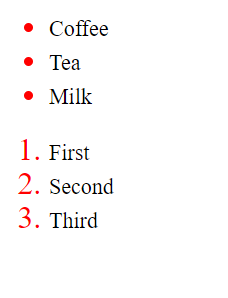 • Coffee
• Tea
• Milk
1. First
2. Second
3. Third